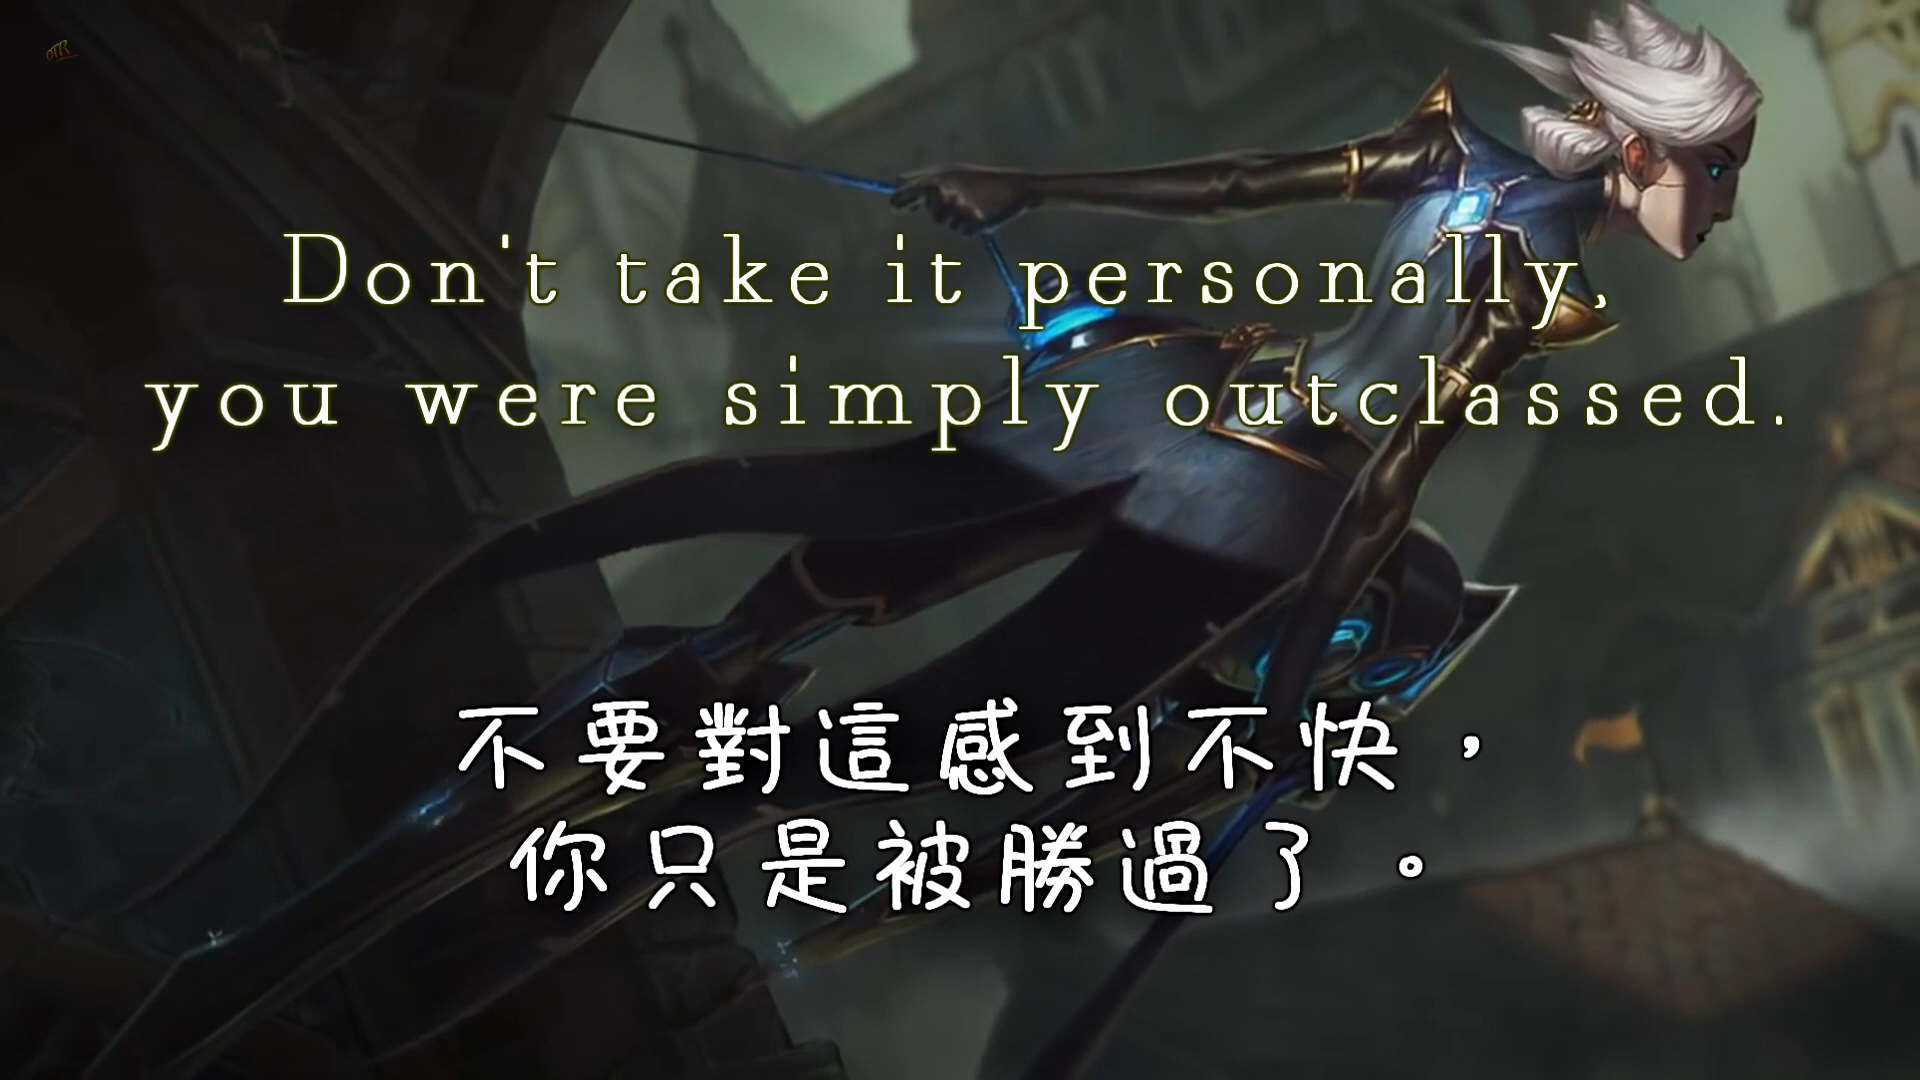 OTR
Don't take it personally,
you were simply outclassed.
不要對這感到不快，
你只是被勝過了。